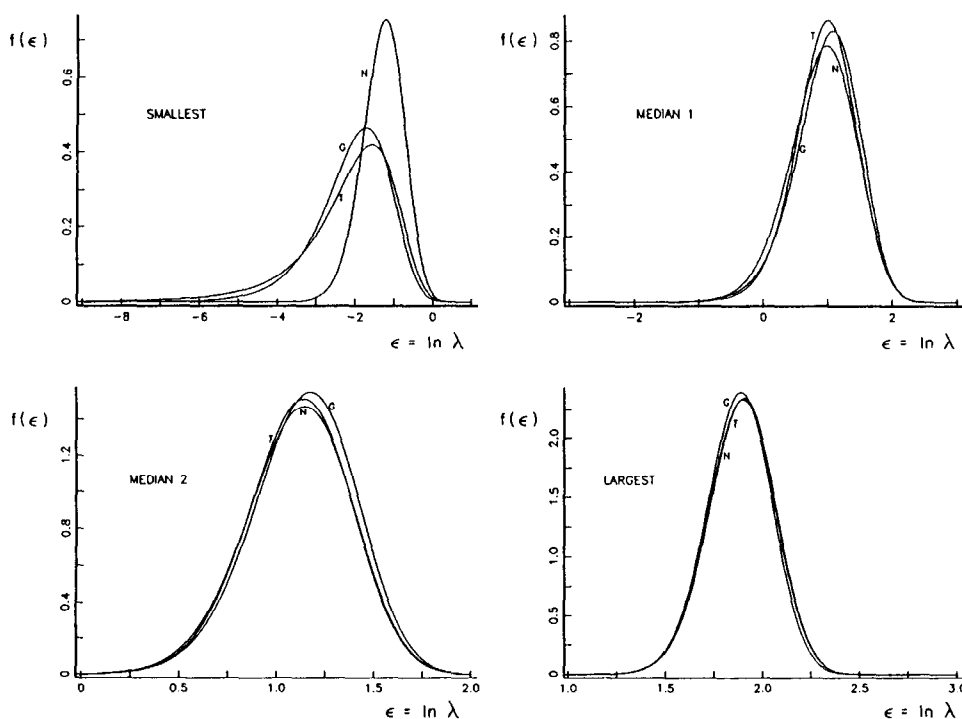 f(ϵ)
0.6
0.4
0.2
0
SMALLEST
N
G
T
-8
-6
-4
-2
0
ϵ = ln λ
f(ϵ)
0.8
0.6
0.4
0.2
0
MEDIAN 1
T
N
G
-2
0
2
ϵ = ln λ
f(ϵ)
1.2
0.8
0.4
0
MEDIAN 2
T
N
G
0
0.5
1.0
1.5
2.0
ϵ = ln λ
f(ϵ)
2.0
1.5
1.0
0.5
0
LARGEST
G
T
N
1.0
1.5
2.0
2.5
3.0
ϵ = ln λ